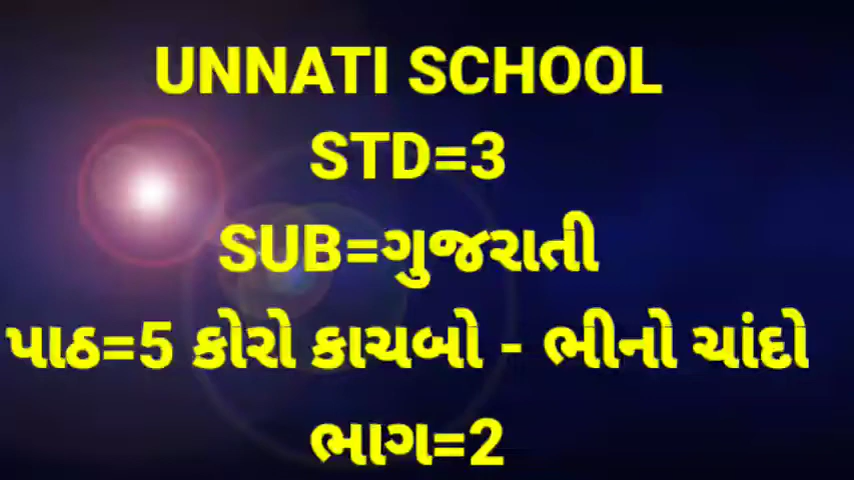 UNNATI SCHOOL
STD=3
SUB=ગુજરાતી
પાઠ=5 કોરો કાચબો - ભીનો ચાંદો
ભાગ=2